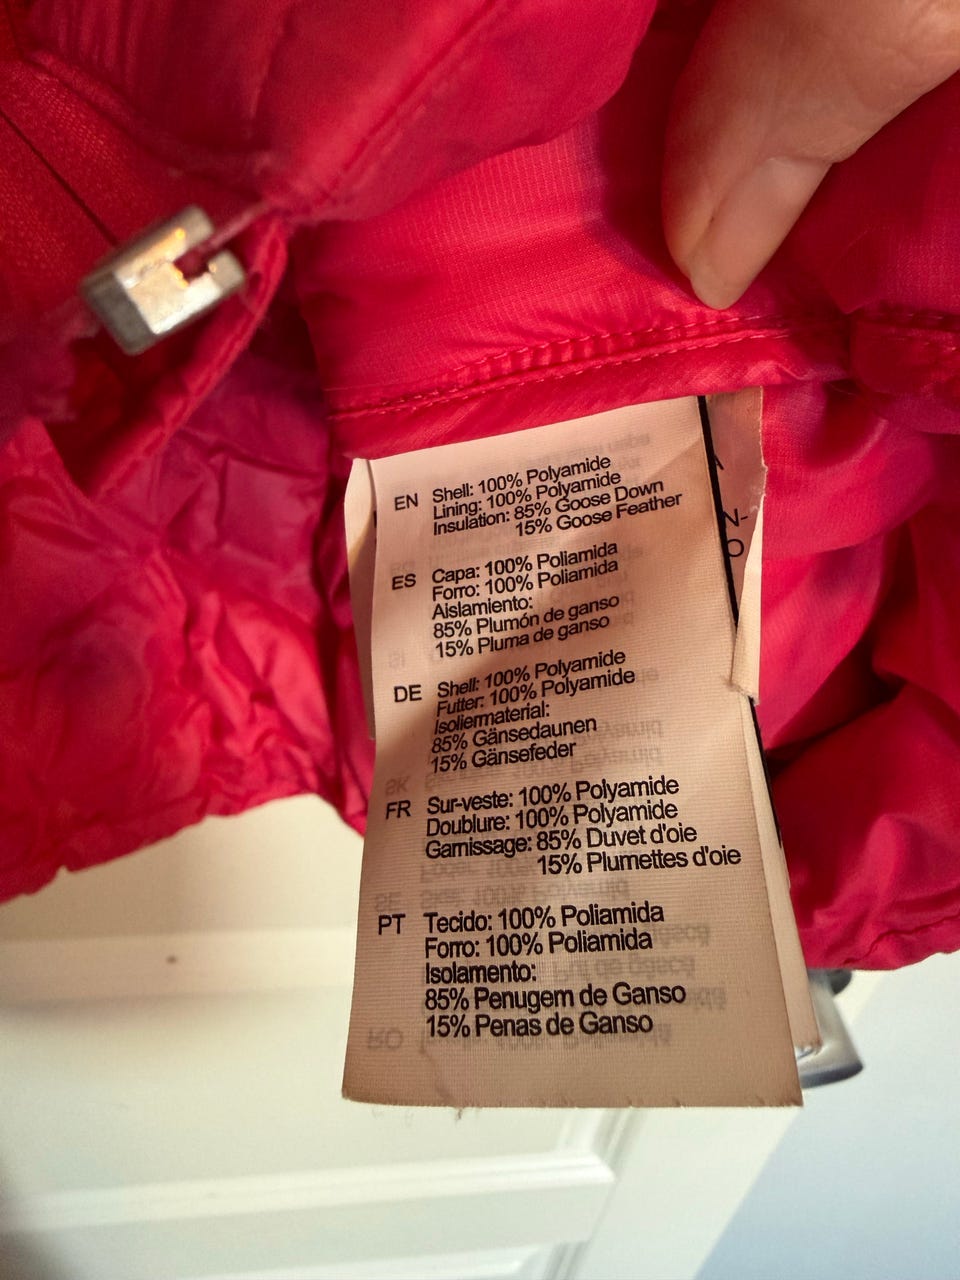 EN Shell: 100% Polyamide
Lining: 100% Polyamide
Insulation: 85% Goose Down
15% Goose Feather
ES Capa: 100% Poliamida
Forro: 100% Poliamida
Aislamiento:
85% Plumón de ganso
15% Pluma de ganso
DE Shell: 100% Polyamide
Futter: 100% Polyamide
Isoliermaterial:
85% Gänsedaunen
15% Gänsefeder
FR Sur-veste: 100% Polyamide
Doublure: 100% Polyamide
Garnissage: 85% Duvet d'oie
15% Plumettes d'oie
PT Tecido: 100% Poliamida
Forro: 100% Poliamida
Isolamento:
85% Penugem de Ganso
15% Penas de Ganso